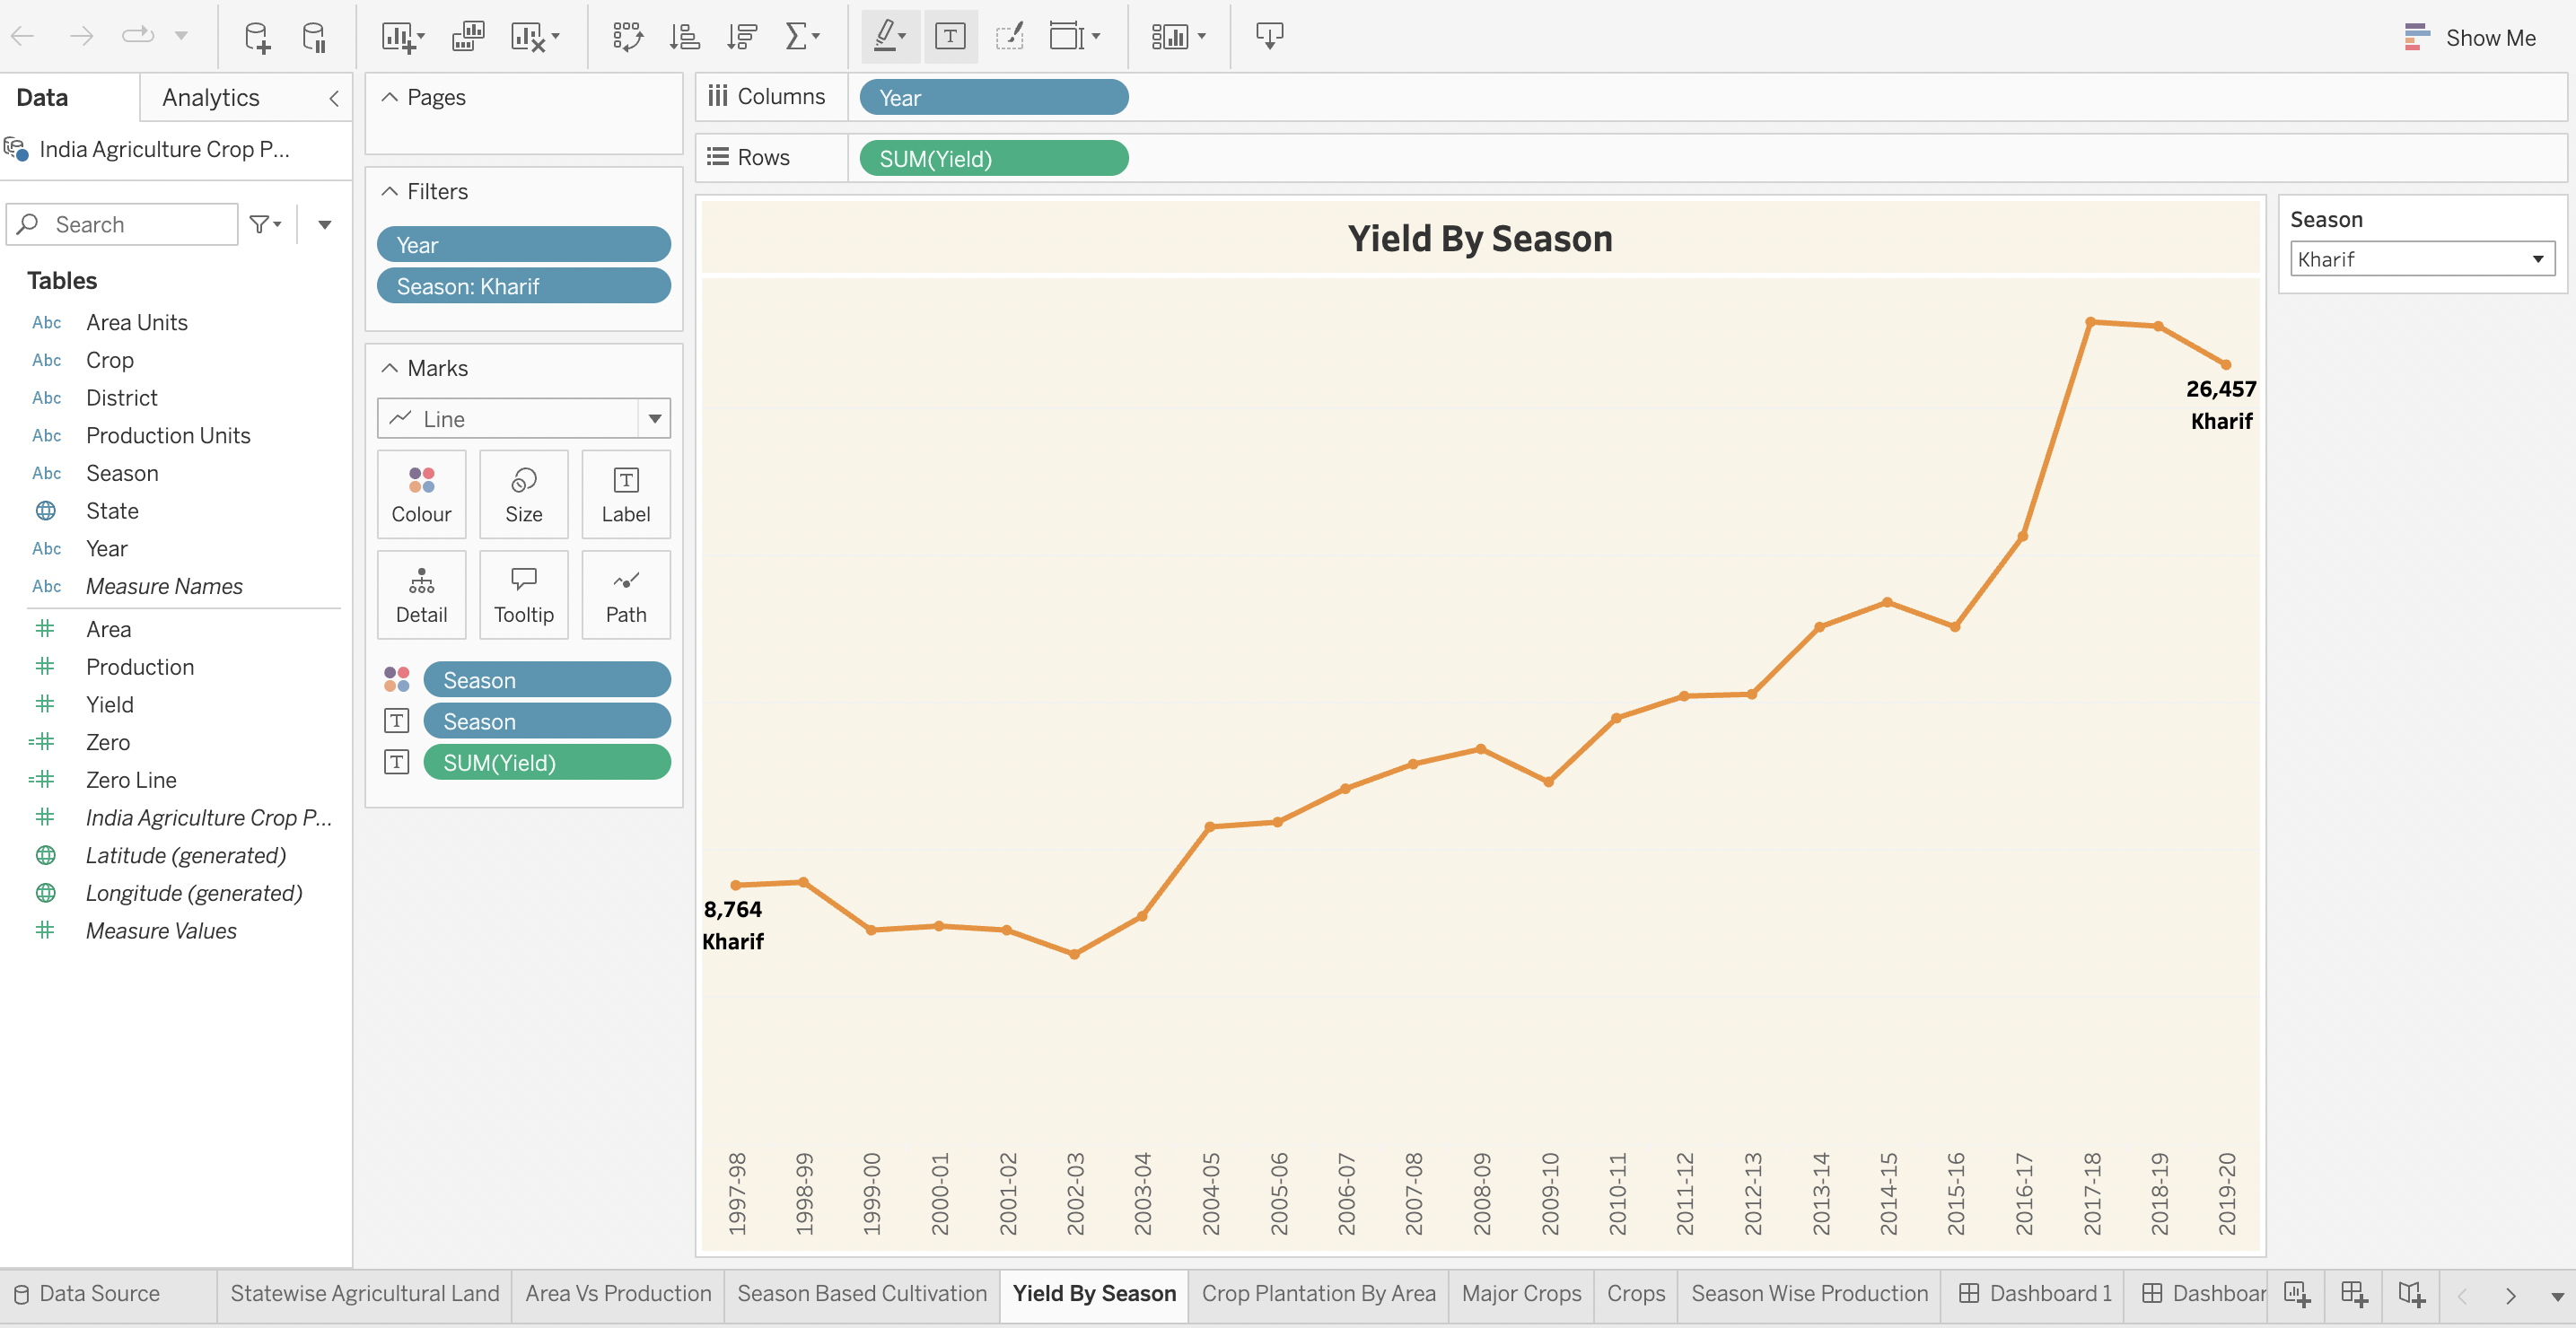 Show Me
Data
Analytics
India Agriculture Crop P...
Search
Tables
Abc Area Units
Abc Crop
Abc District
Abc Production Units
Abc Season
State
Abc Year
Abc Measure Names
Area
Production
Yield
Zero
Zero Line
India Agriculture Crop P...
Latitude (generated)
Longitude (generated)
Measure Values
Pages
Filters
Year
Season: Kharif
Marks
Line
Colour
Size
T
Label
Detail
Tooltip
Path
Season
T Season
T SUM(Yield)
Columns
Year
Rows
SUM(Yield)
Yield By Season
26,457
Kharif
8,764
Kharif
1997-98
1998-99
1999-00
2000-01
2001-02
2002-03
2003-04
2004-05
2005-06
2006-07
2007-08
2008-09
2009-10
2010-11
2011-12
2012-13
2013-14
2014-15
2015-16
2016-17
2017-18
2018-19
2019-20
Season
Kharif
Data Source
Statewise Agricultural Land
Area Vs Production
Season Based Cultivation
Yield By Season
Crop Plantation By Area
Major Crops
Crops
Season Wise Production
Dashboard 1
Dashboar